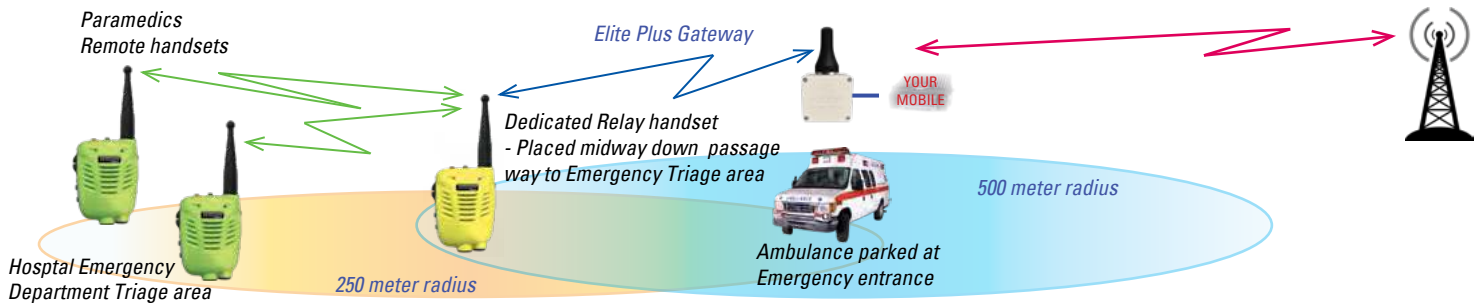 Paramedics
Remote handsets
Elite Plus Gateway
YOUR
MOBILE
Dedicated Relay handset
- Placed midway down passage
way to Emergency Triage area
500 meter radius
Hosptal Emergency
Department Triage area
250 meter radius
Ambulance parked at
Emergency entrance